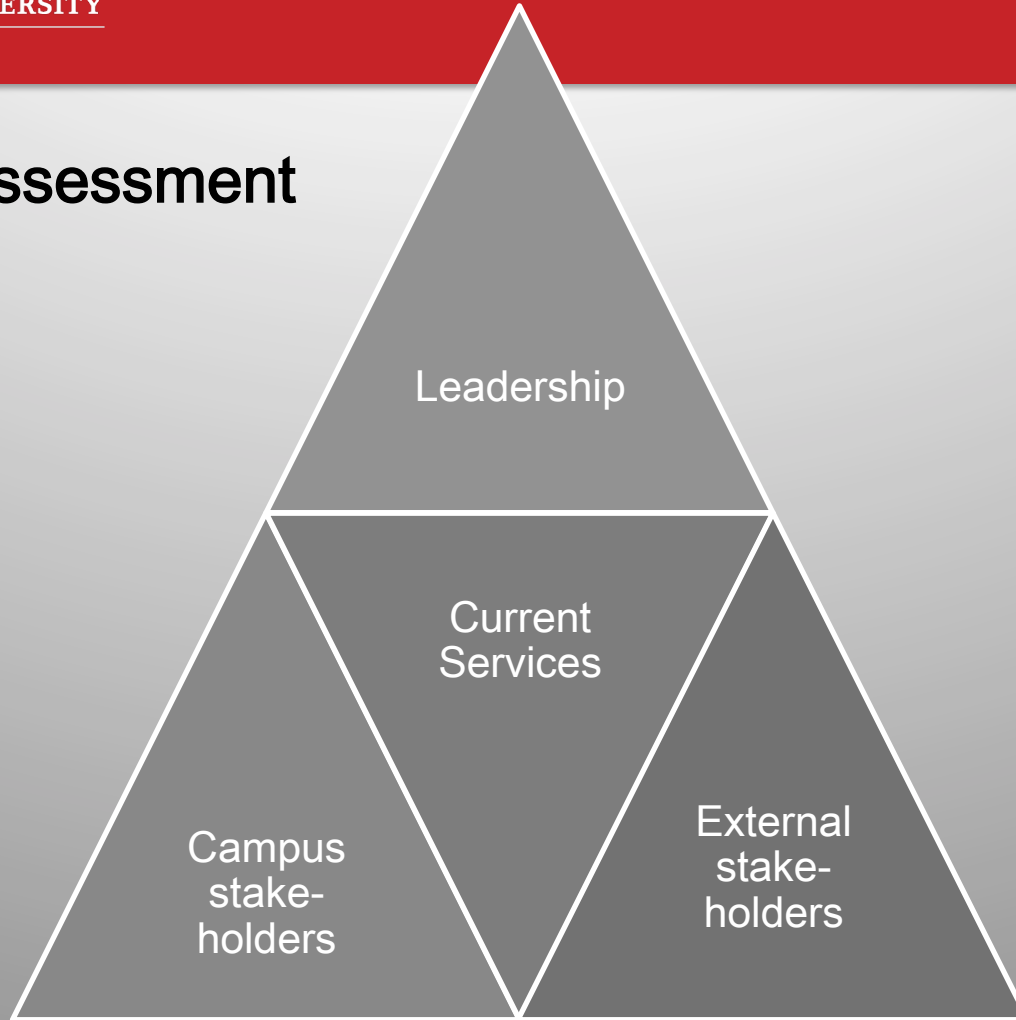 ERSITY
ssessment
Leadership
Current
Services
External
stake-
holders
Campus
stake-
holders